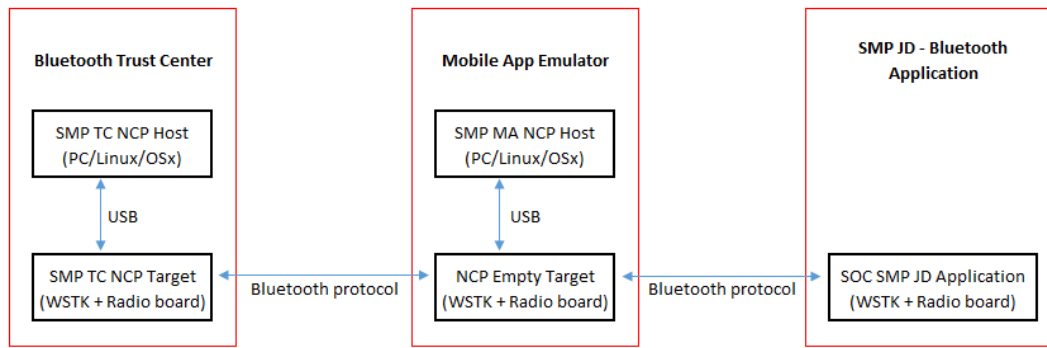 Bluetooth Trust Center
SMP TC NCP Host
(PC/Linux/OSx)
USB
SMP TC NCP Target
(WSTK + Radio board)
Bluetooth protocol
Mobile App Emulator
SMP MA NCP Host
(PC/Linux/OSx)
USB
NCP Empty Target
(WSTK + Radio board)
Bluetooth protocol
SMP JD - Bluetooth
Application
SOC SMP JD Application
(WSTK + Radio board)